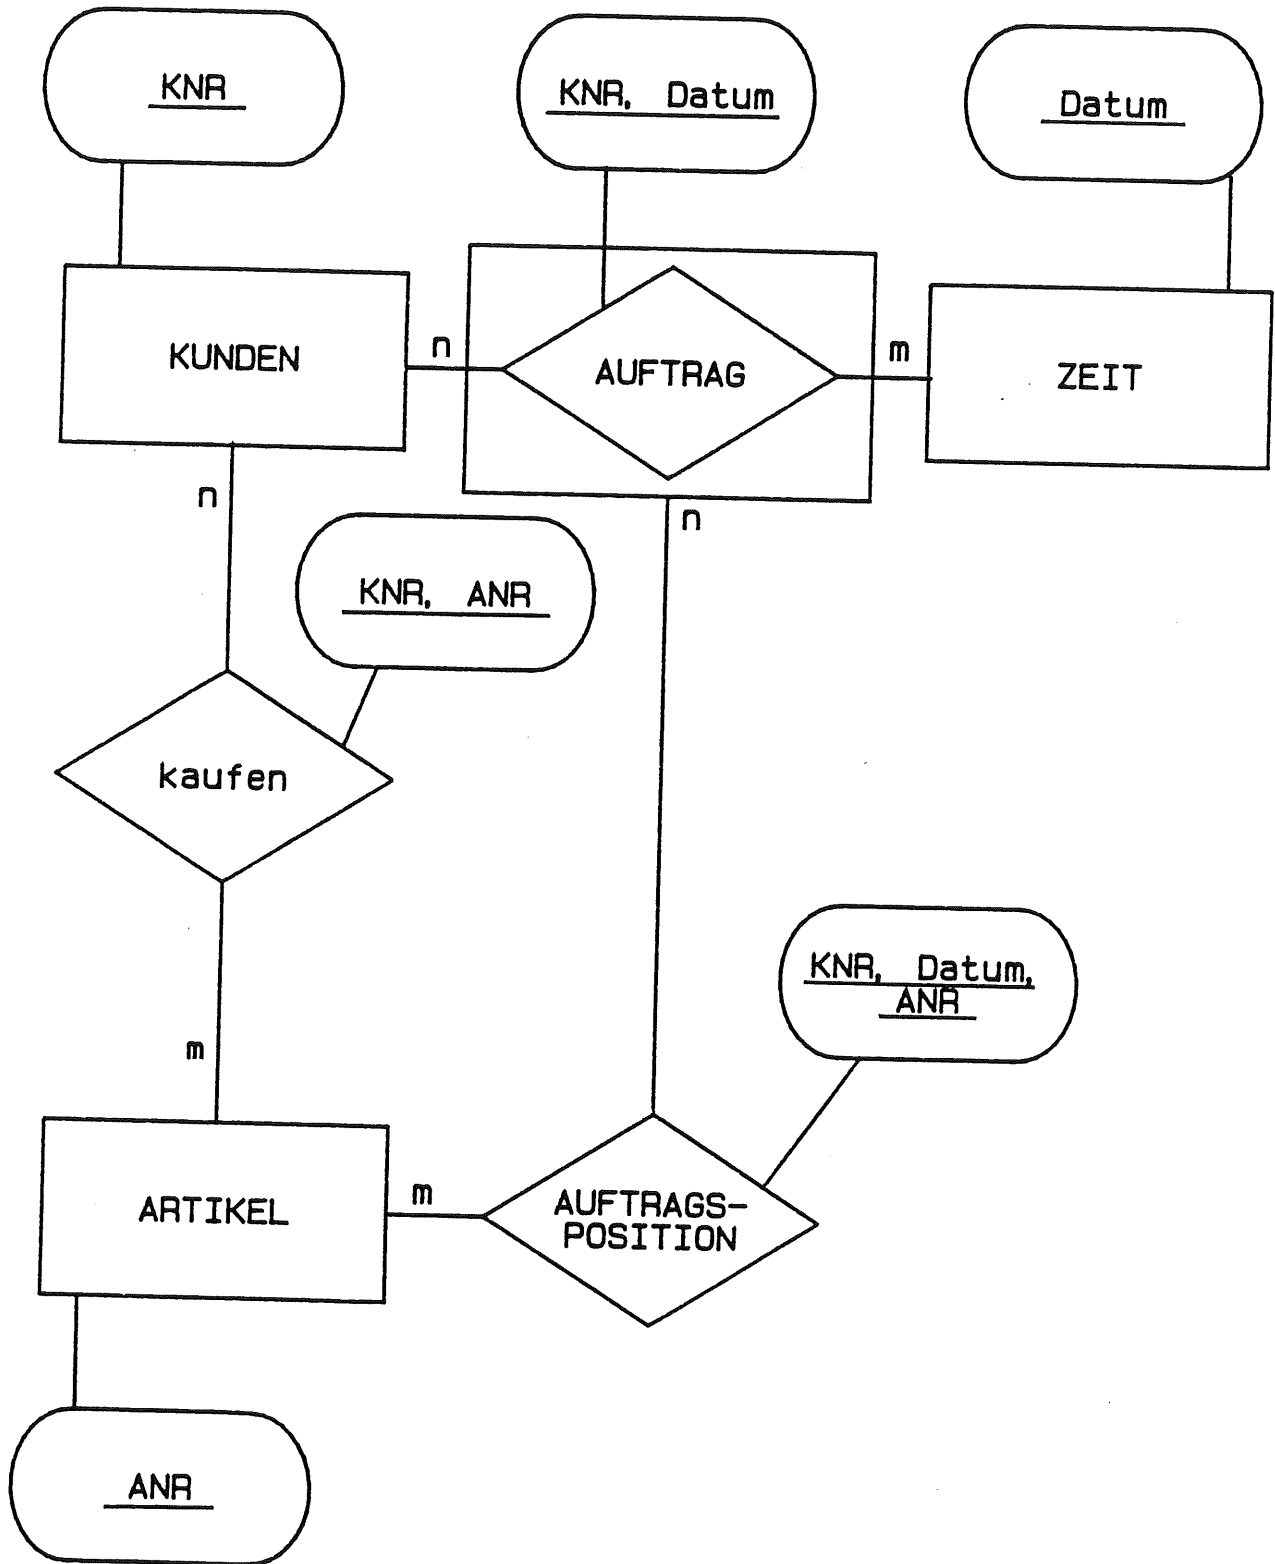 KNR
KNR, Datum
Datum
KUNDEN
n
AUFTRAG
m
ZEIT
n
n
KNR, ANR
kaufen
KNR, Datum,
ANR
m
ARTIKEL
m
AUFTRAGS-
POSITION
ANR